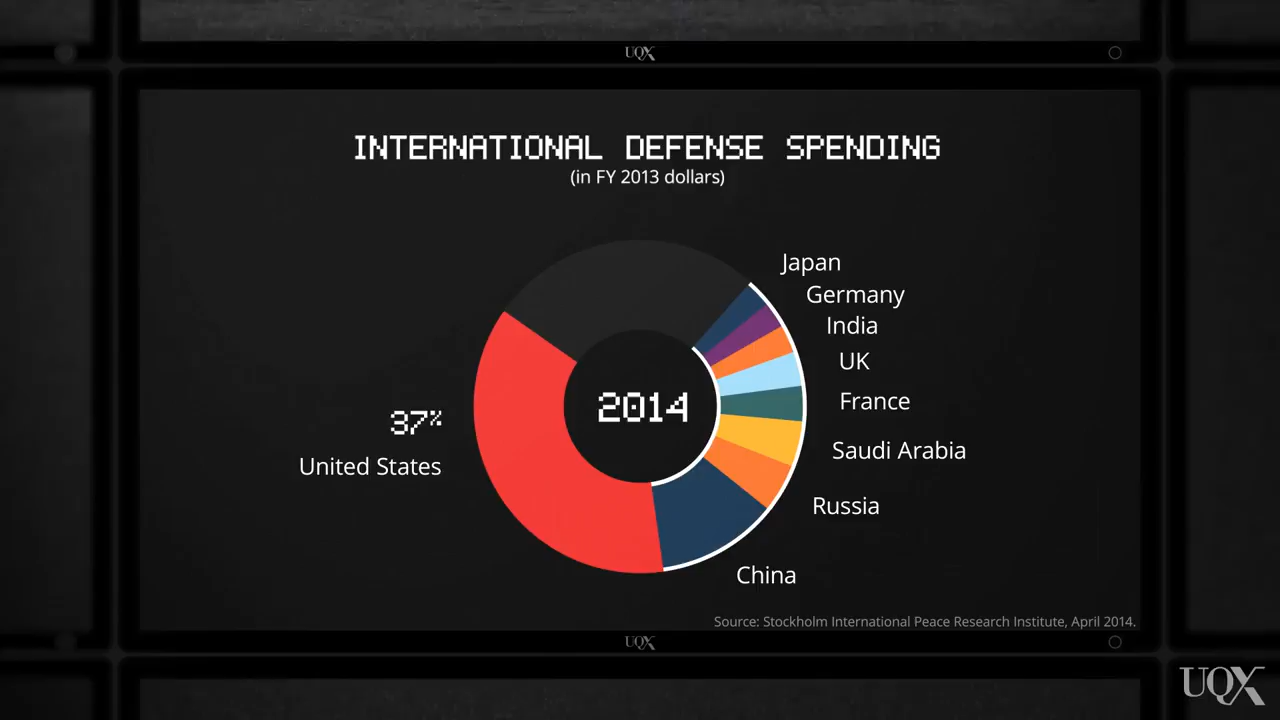 UQX
INTERNATIONAL DEFENSE SPENDING
(in FY 2013 dollars)
Japan
Germany
India
UK
France
Saudi Arabia
Russia
China
2014
37%
United States
Source: Stockholm International Peace Research Institute, April 2014.
UQX
UQX